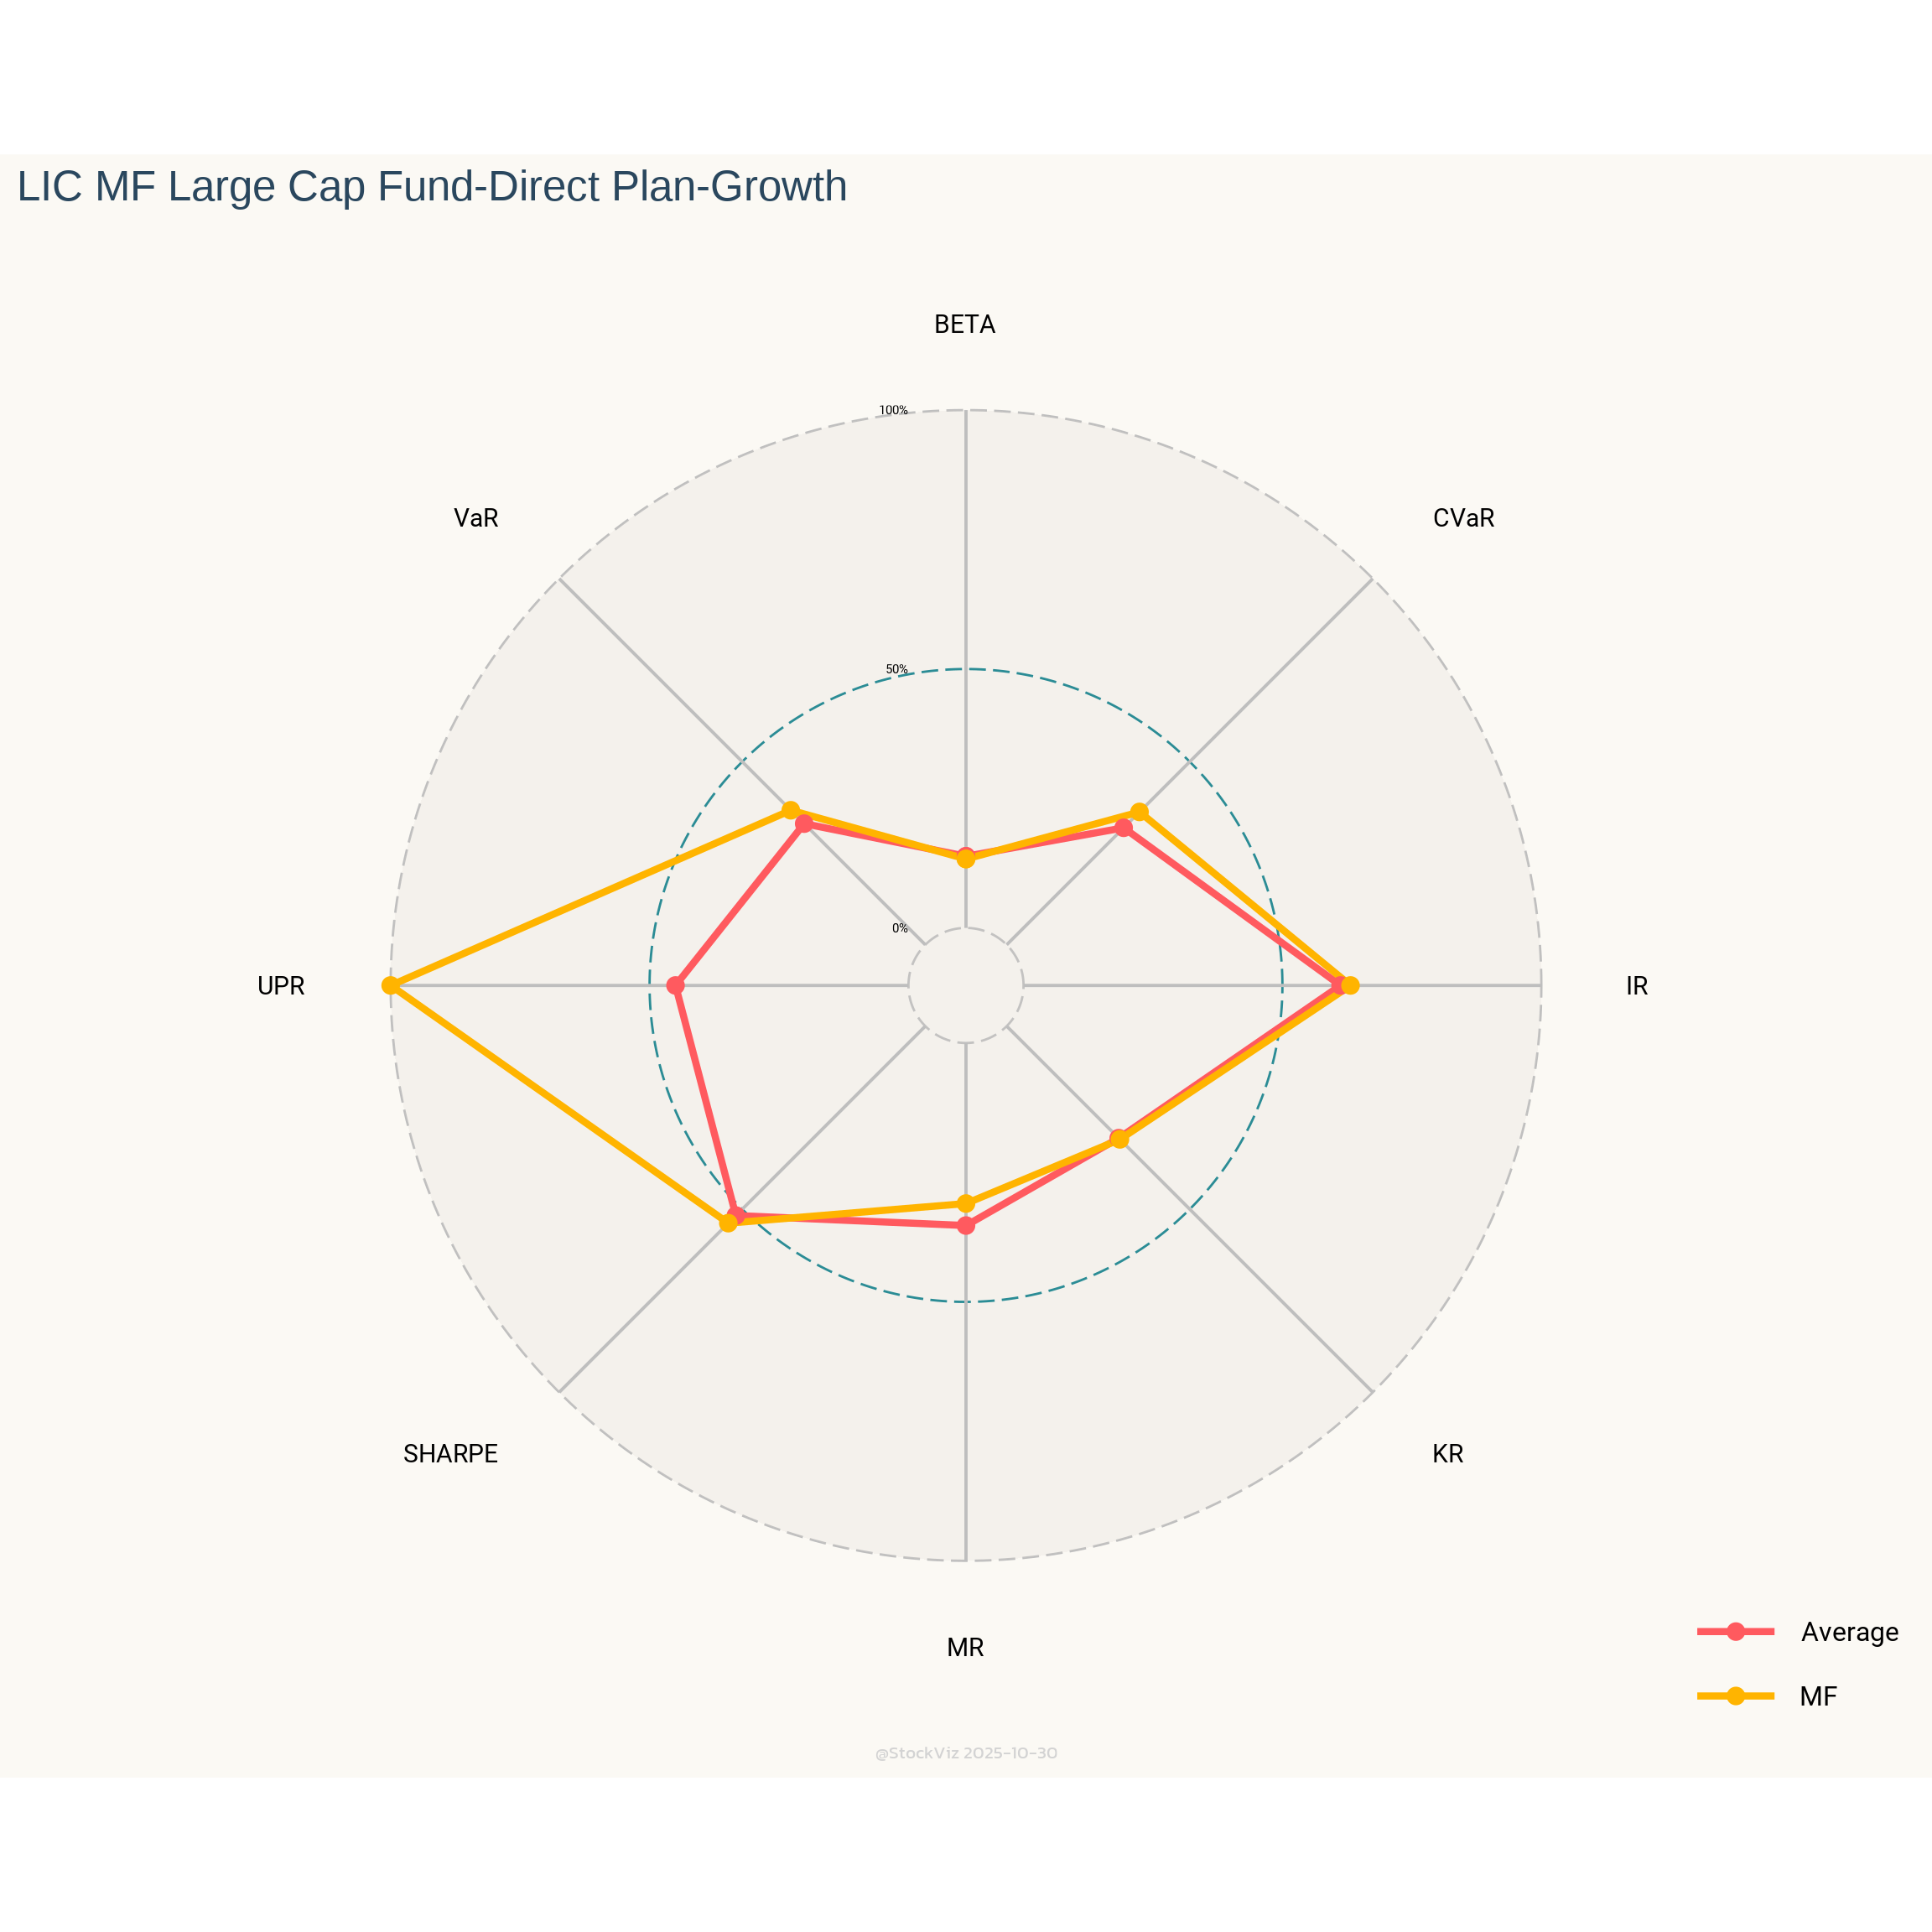 LIC MF Large Cap Fund-Direct Plan-Growth
BETA
100%
VaR
CVaR
50%
0%
UPR
IR
SHARPE
KR
MR
Average
MF
@StockViz 2025-10-30